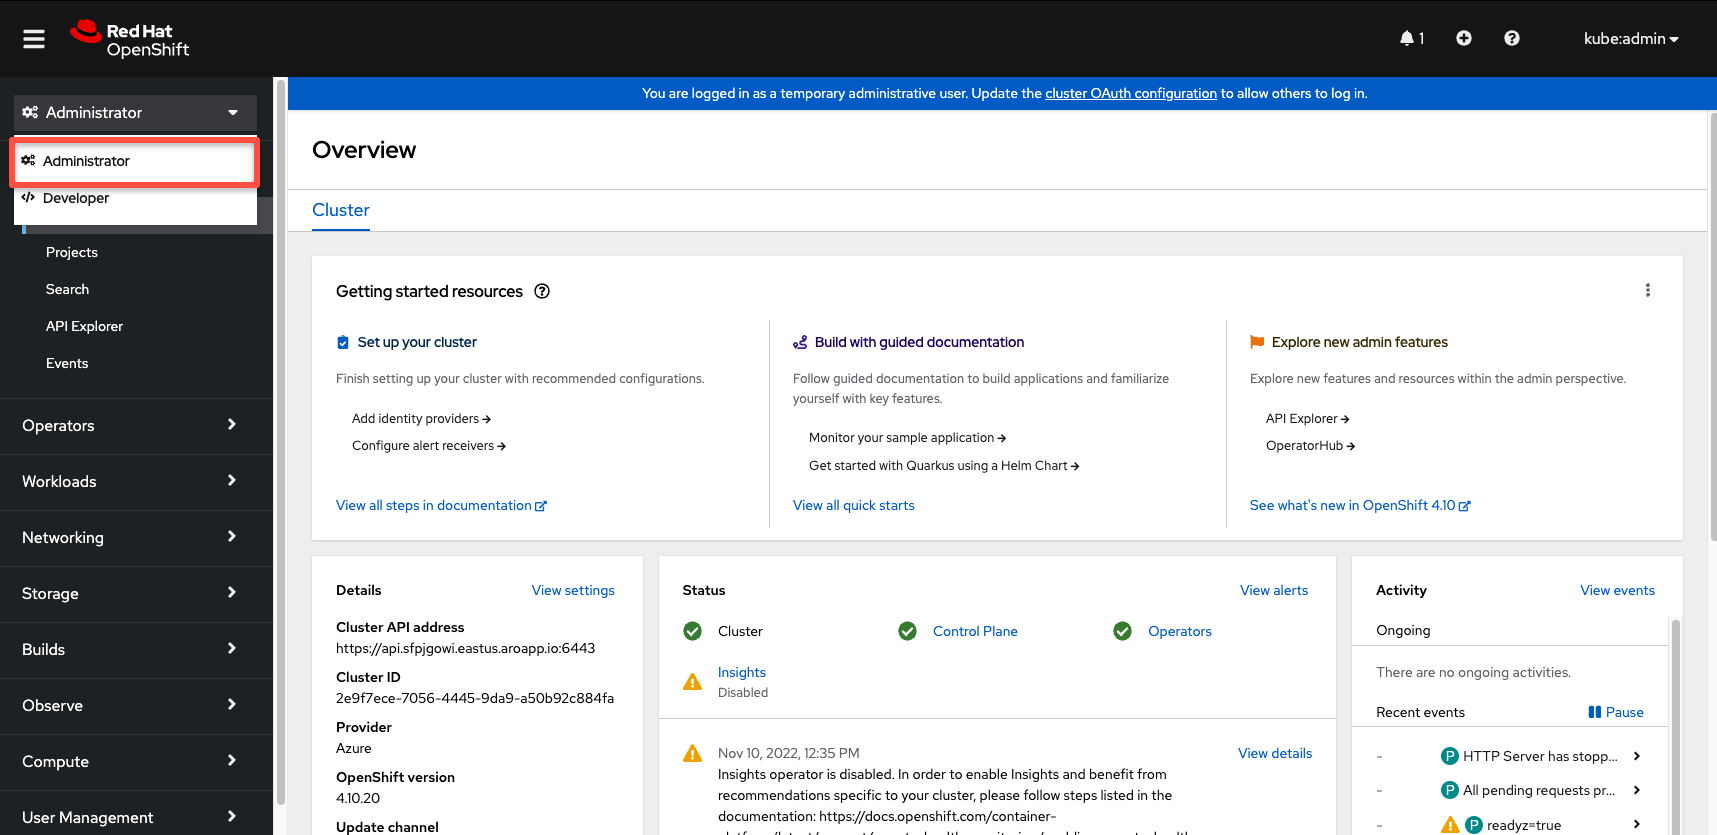 Red Hat
OpenShift
1
kube:admin
Administrator
Administrator
Developer
Projects
Search
API Explorer
Events
Operators
Workloads
Networking
Storage
Builds
Observe
Compute
User Management
You are logged in as a temporary administrative user. Update the cluster OAuth configuration to allow others to log in.
Overview
Cluster
Getting started resources
Set up your cluster
Finish setting up your cluster with recommended configurations.
Add identity providers
Configure alert receivers
View all steps in documentation
Build with guided documentation
Follow guided documentation to build applications and familiarize
yourself with key features.
Monitor your sample application
Get started with Quarkus using a Helm Chart
View all quick starts
Explore new admin features
Explore new features and resources within the admin perspective.
API Explorer
OperatorHub
See what's new in OpenShift 4.10
Details
View settings
Cluster API address
https://api.sfpjgowi.eastus.aroapp.io:6443
Cluster ID
2e9f7ece-7056-4445-9da9-a50b92c884fa
Provider
Azure
OpenShift version
4.10.20
Update channel
Status
View alerts
Cluster
Control Plane
Operators
Insights
Disabled
Nov 10, 2022, 12:35 PM
View details
Insights operator is disabled. In order to enable Insights and benefit from
recommendations specific to your cluster, please follow steps listed in the
documentation: https://docs.openshift.com/container-
Activity
View events
Ongoing
There are no ongoing activities.
Recent events
Pause
- P HTTP Server has stopp...
- P All pending requests pr...
- P readyz=true